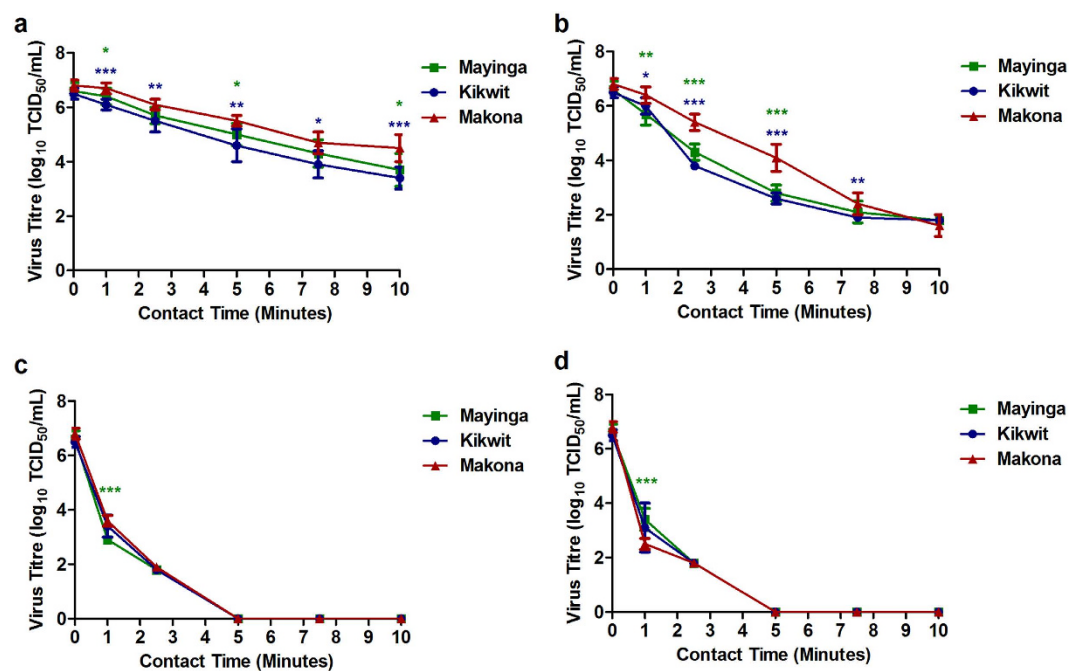 a
8
6
4
2
0
Virus Titre (log10 TCID50/mL)
*
***
**
*
**
*
*
***
0 1 2 3 4 5 6 7 8 9 10
Contact Time (Minutes)
Mayinga
Kikwit
Makona
b
8
6
4
2
0
Virus Titre (log10 TCID50/mL)
**
*
***
***
***
***
**
0 1 2 3 4 5 6 7 8 9 10
Contact Time (Minutes)
Mayinga
Kikwit
Makona
c
8
6
4
2
0
Virus Titre (log10 TCID50/mL)
***
0 1 2 3 4 5 6 7 8 9 10
Contact Time (Minutes)
Mayinga
Kikwit
Makona
d
8
6
4
2
0
Virus Titre (log10 TCID50/mL)
***
0 1 2 3 4 5 6 7 8 9 10
Contact Time (Minutes)
Mayinga
Kikwit
Makona